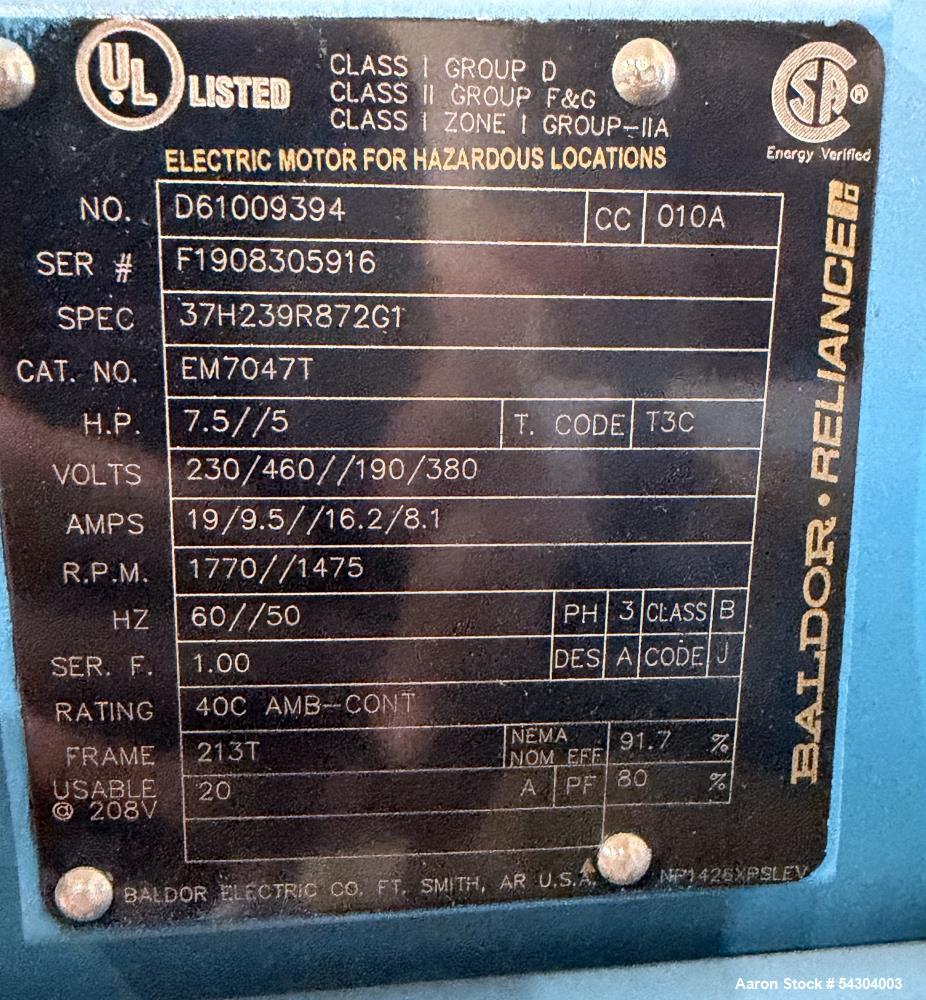 UL LISTED
CLASS I GROUP D
CLASS II GROUP F&G
CLASS I ZONE I GROUP-IIA
SA ®
Energy Verified
ELECTRIC MOTOR FOR HAZARDOUS LOCATIONS
NO. D61009394 CC 010A
SER # F1908305916
SPEC 37H239R872G1
CAT. NO. EM7047T
H.P. 7.5//5 T. CODE T3C
VOLTS 230/460//190/380
AMPS 19/9.5//16.2/8.1
R.P.M. 1770//1475
HZ 60//50 PH 3 CLASS B
SER. F. 1.00 DES A CODE J
RATING 40C AMB-CONT
FRAME 213T NEMA NOM EFF 91.7 %
USABLE @ 208V 20 A PF 80 %
BALDOR • RELIANCE
BALDOR ELECTRIC CO. FT. SMITH, AR U.S.A.
Aaron Stock # 54304003